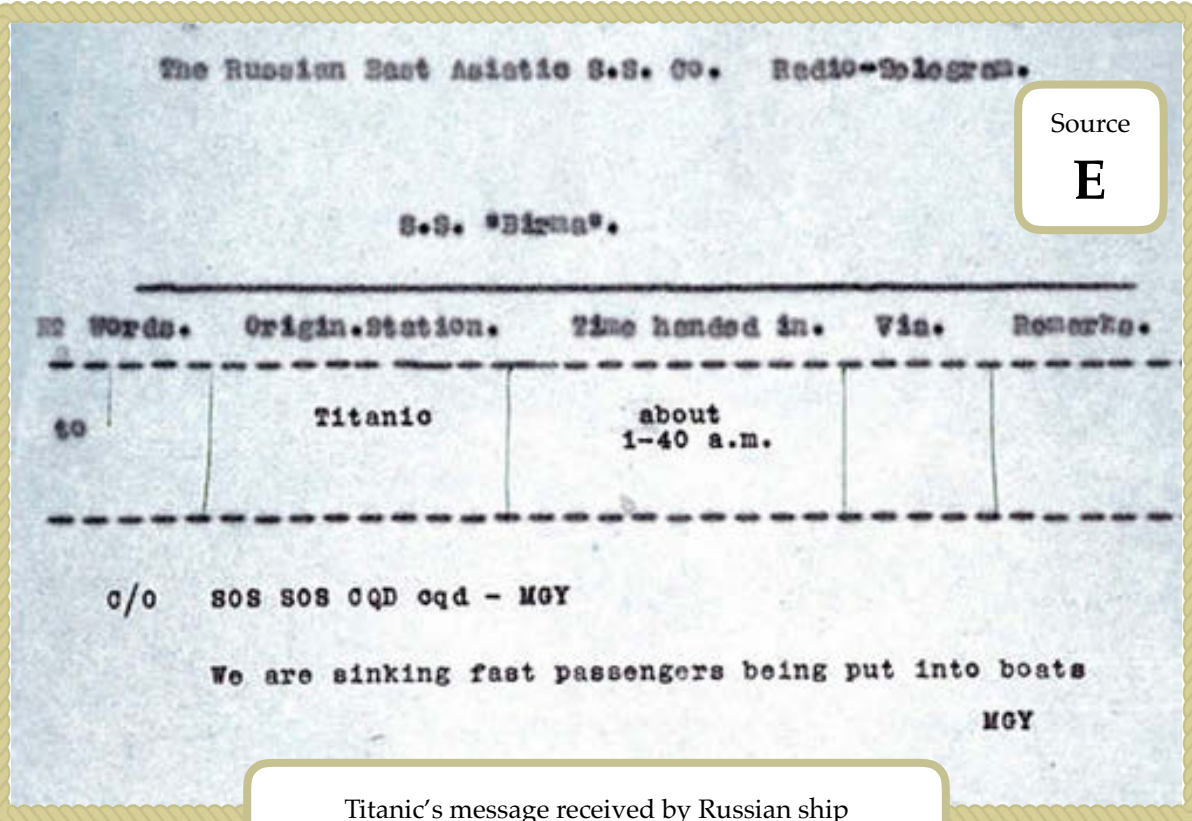 The Russian East Asiatic S.S. Co. Radio-Telegram.
Source
E
S.S. "Birma".
Words. Origin.Station. Time handed in. Via. Remarks.
to Titanic about
1-40 a.m.
c/o SOS SOS CQD cqd - MGY
We are sinking fast passengers being put into boats
MGY
Titanic's message received by Russian ship